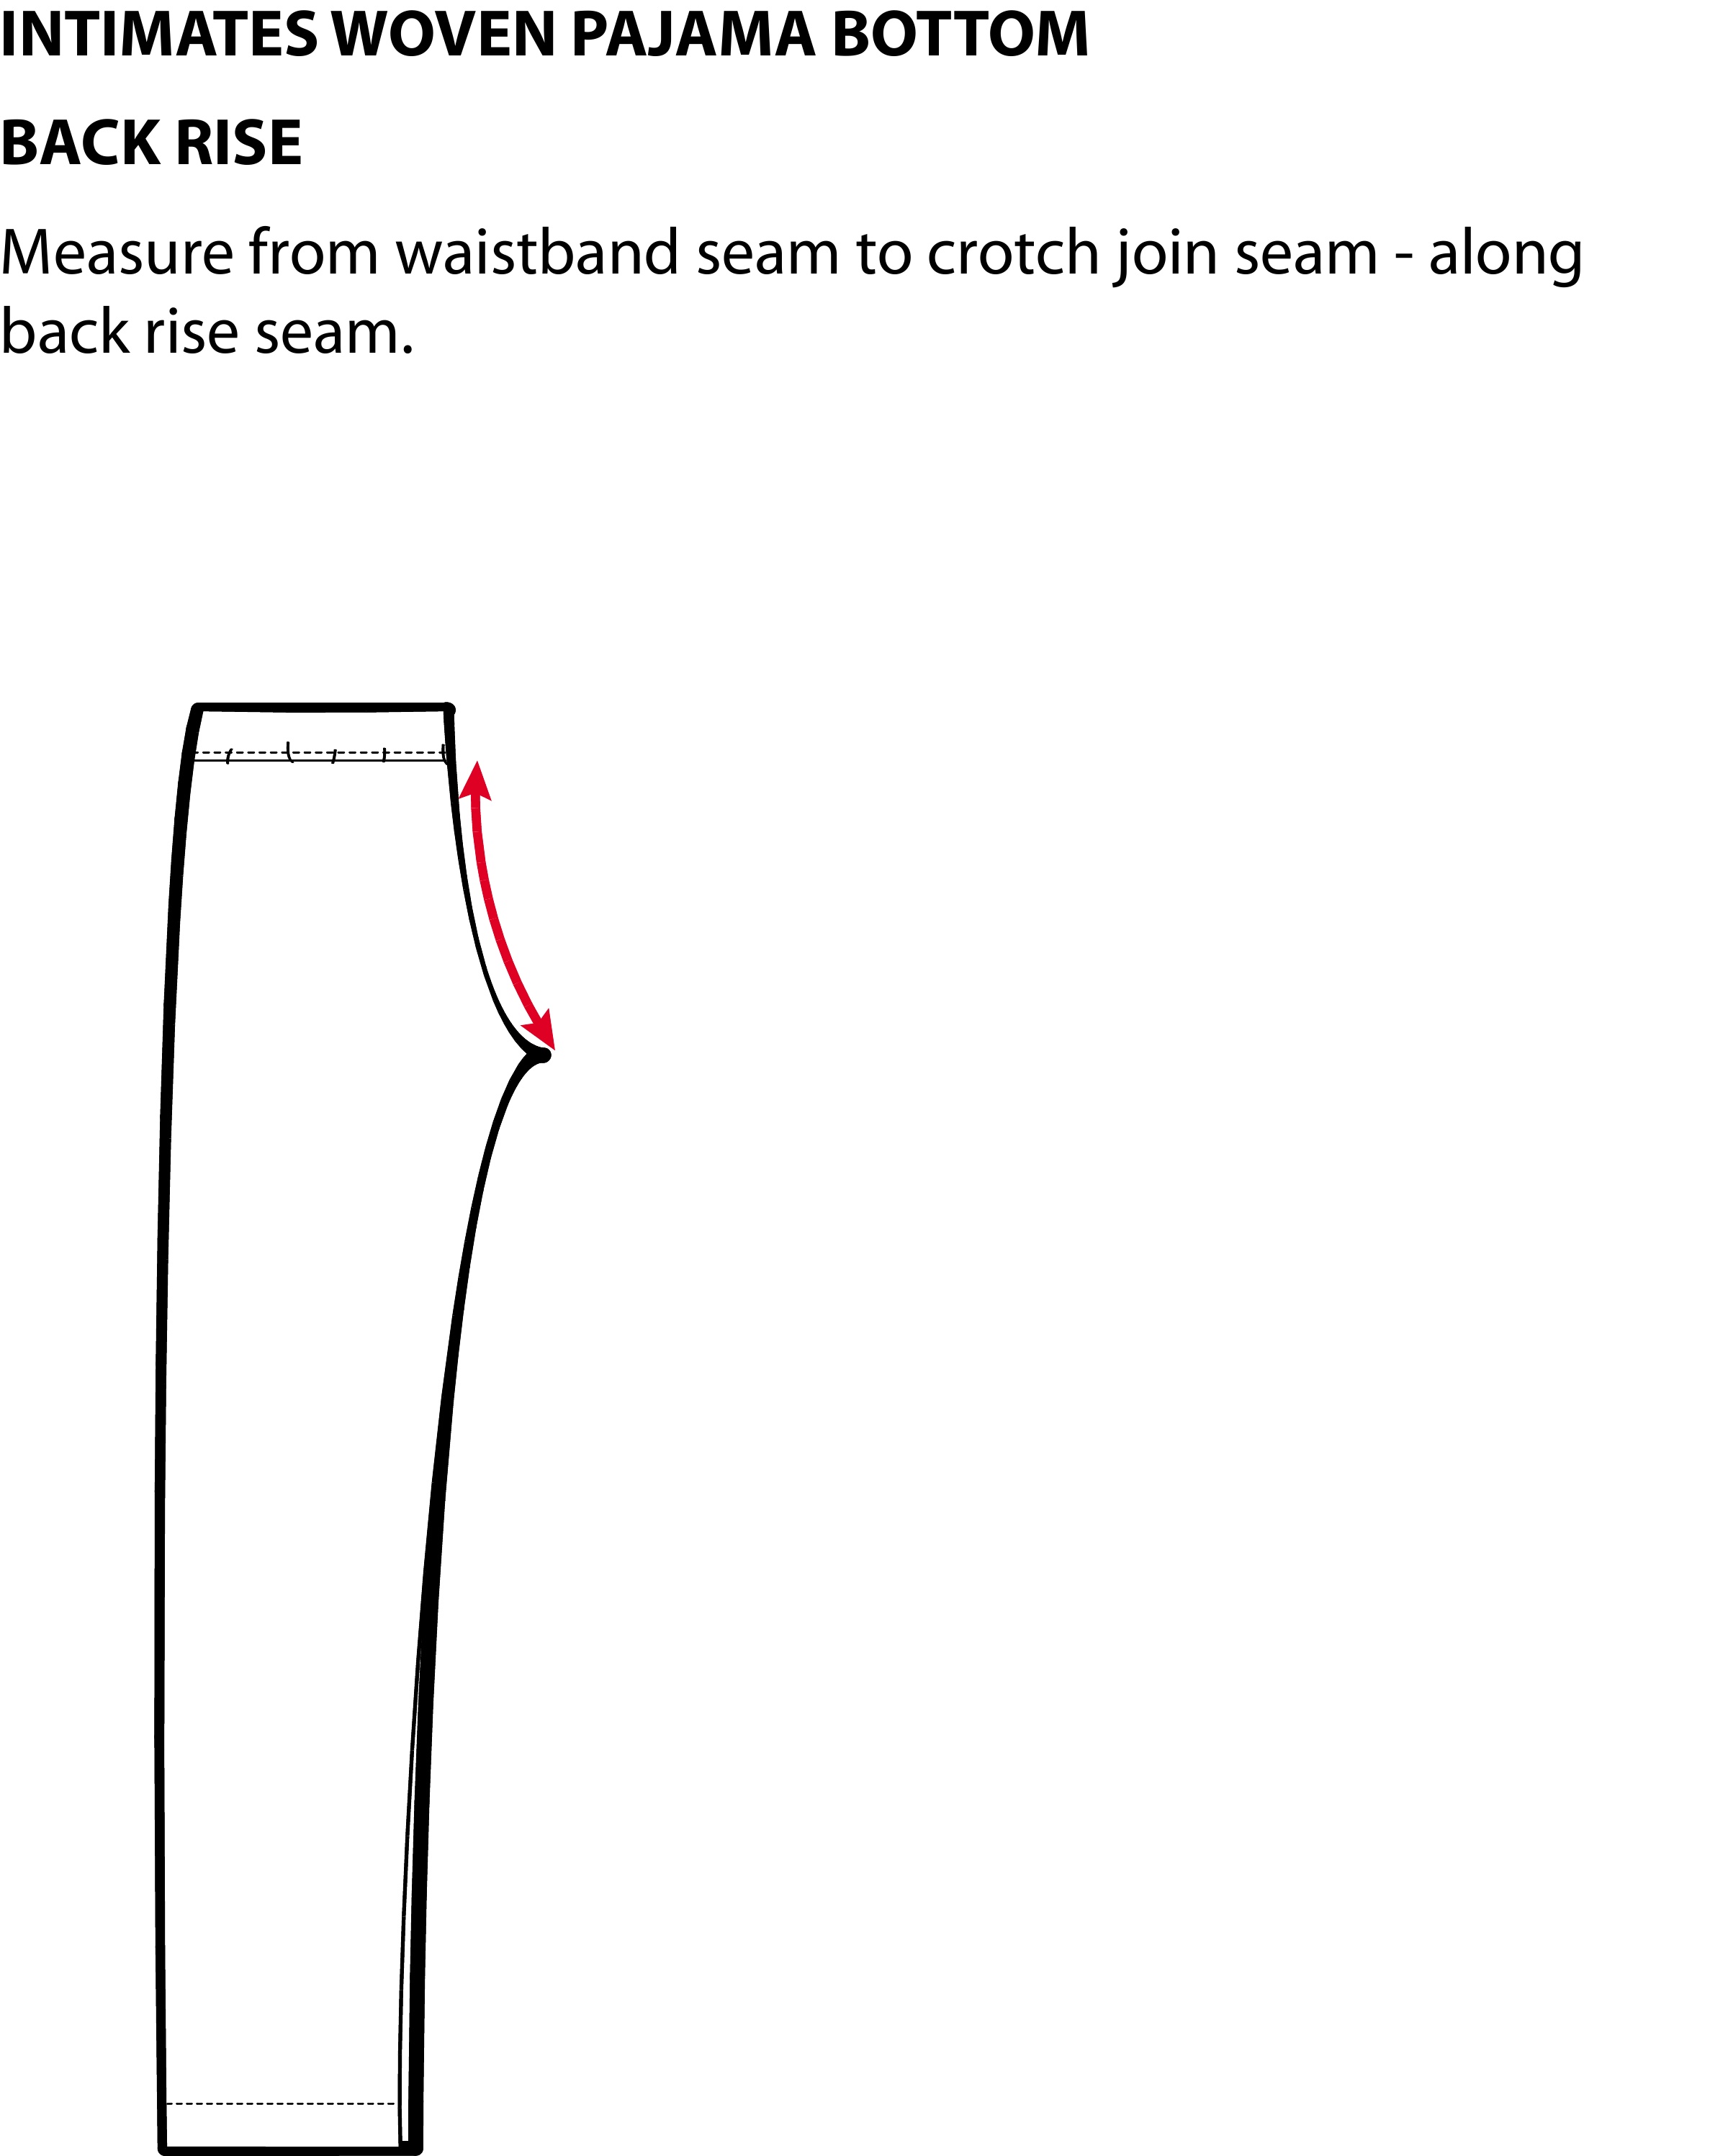 INTIMATES WOVEN PAJAMA BOTTOM
BACK RISE
Measure from waistband seam to crotch join seam - along
back rise seam.